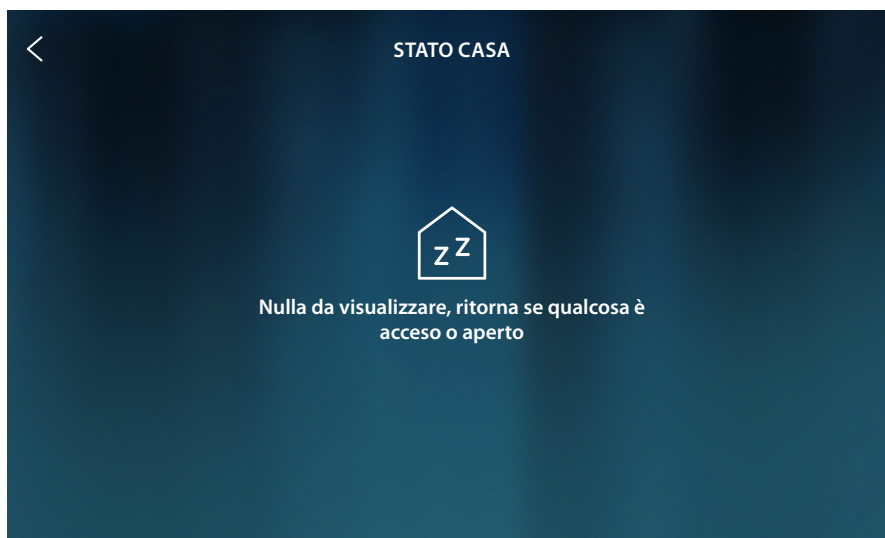 STATO CASA
z Z
Nulla da visualizzare, ritorna se qualcosa è
acceso o aperto